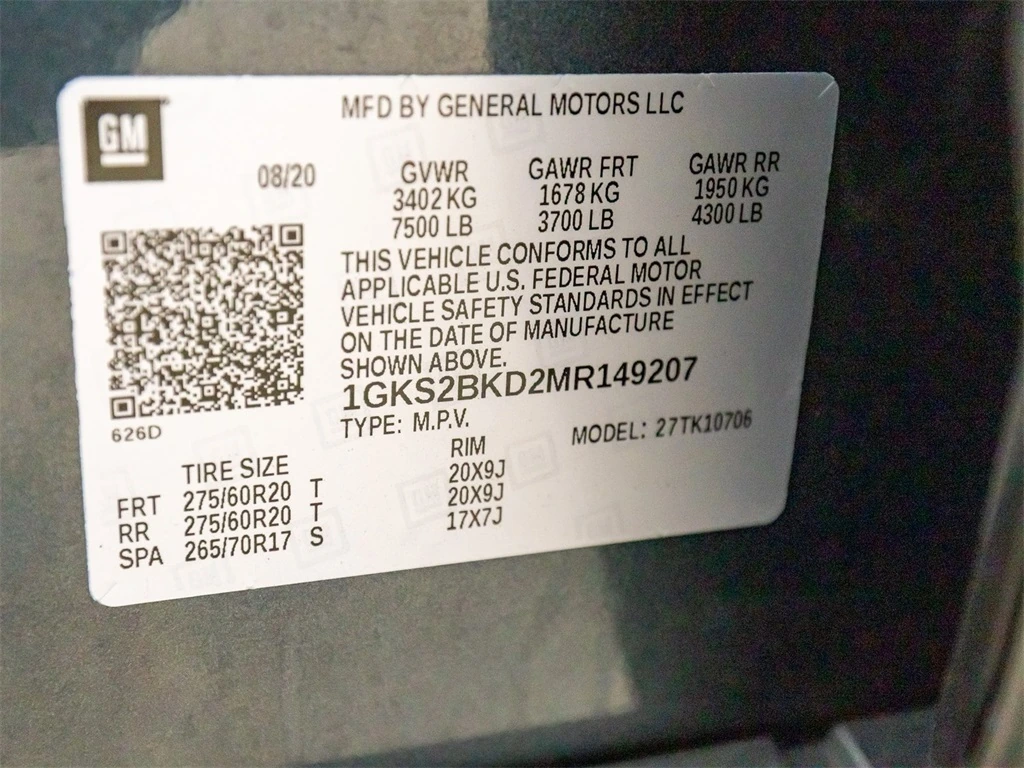 GM
MFD BY GENERAL MOTORS LLC
08/20 GVWR GAWR FRT GAWR RR
3402 KG 1678 KG 1950 KG
7500 LB 3700 LB 4300 LB
THIS VEHICLE CONFORMS TO ALL
APPLICABLE U.S. FEDERAL MOTOR
VEHICLE SAFETY STANDARDS IN EFFECT
ON THE DATE OF MANUFACTURE
SHOWN ABOVE.
1GKS2BKD2MR149207
626D
TYPE: M.P.V. MODEL: 27TK10706
TIRE SIZE RIM
FRT 275/60R20 T 20X9J
RR 275/60R20 T 20X9J
SPA 265/70R17 S 17X7J